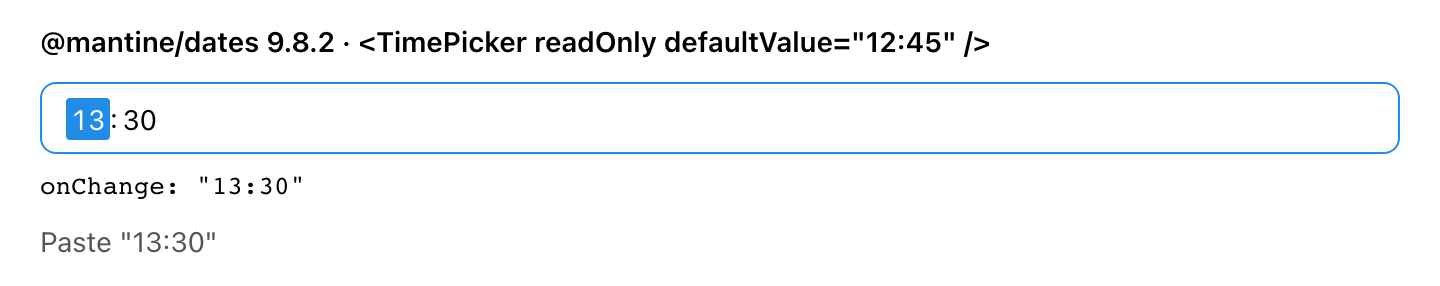 @mantine/dates 9.8.2 · <TimePicker readOnly defaultValue="12:45" />
13:30
onChange: "13:30"
Paste "13:30"